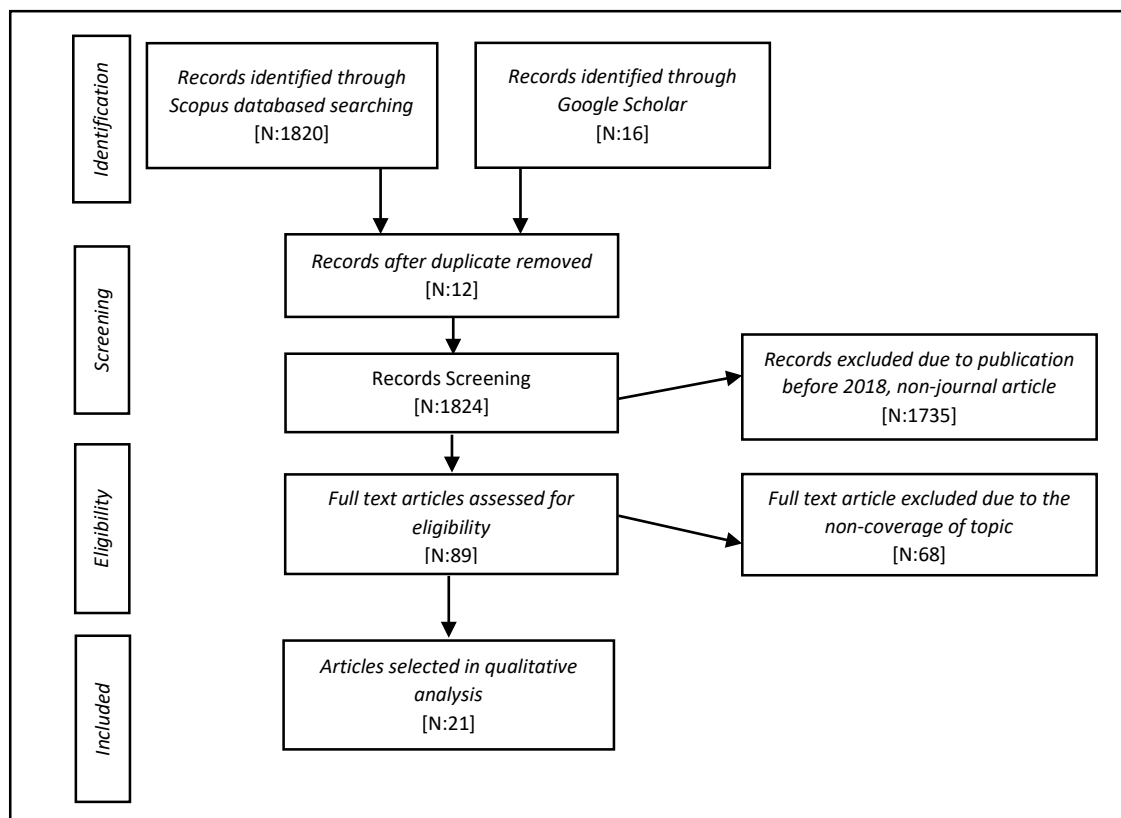 Identification
Records identified through
Scopus databased searching
[N:1820]
Records identified through
Google Scholar
[N:16]
Screening
Records after duplicate removed
[N:12]
Records Screening
[N:1824]
Records excluded due to publication
before 2018, non-journal article
[N:1735]
Eligibility
Full text articles assessed for
eligibility
[N:89]
Full text article excluded due to the
non-coverage of topic
[N:68]
Included
Articles selected in qualitative
analysis
[N:21]